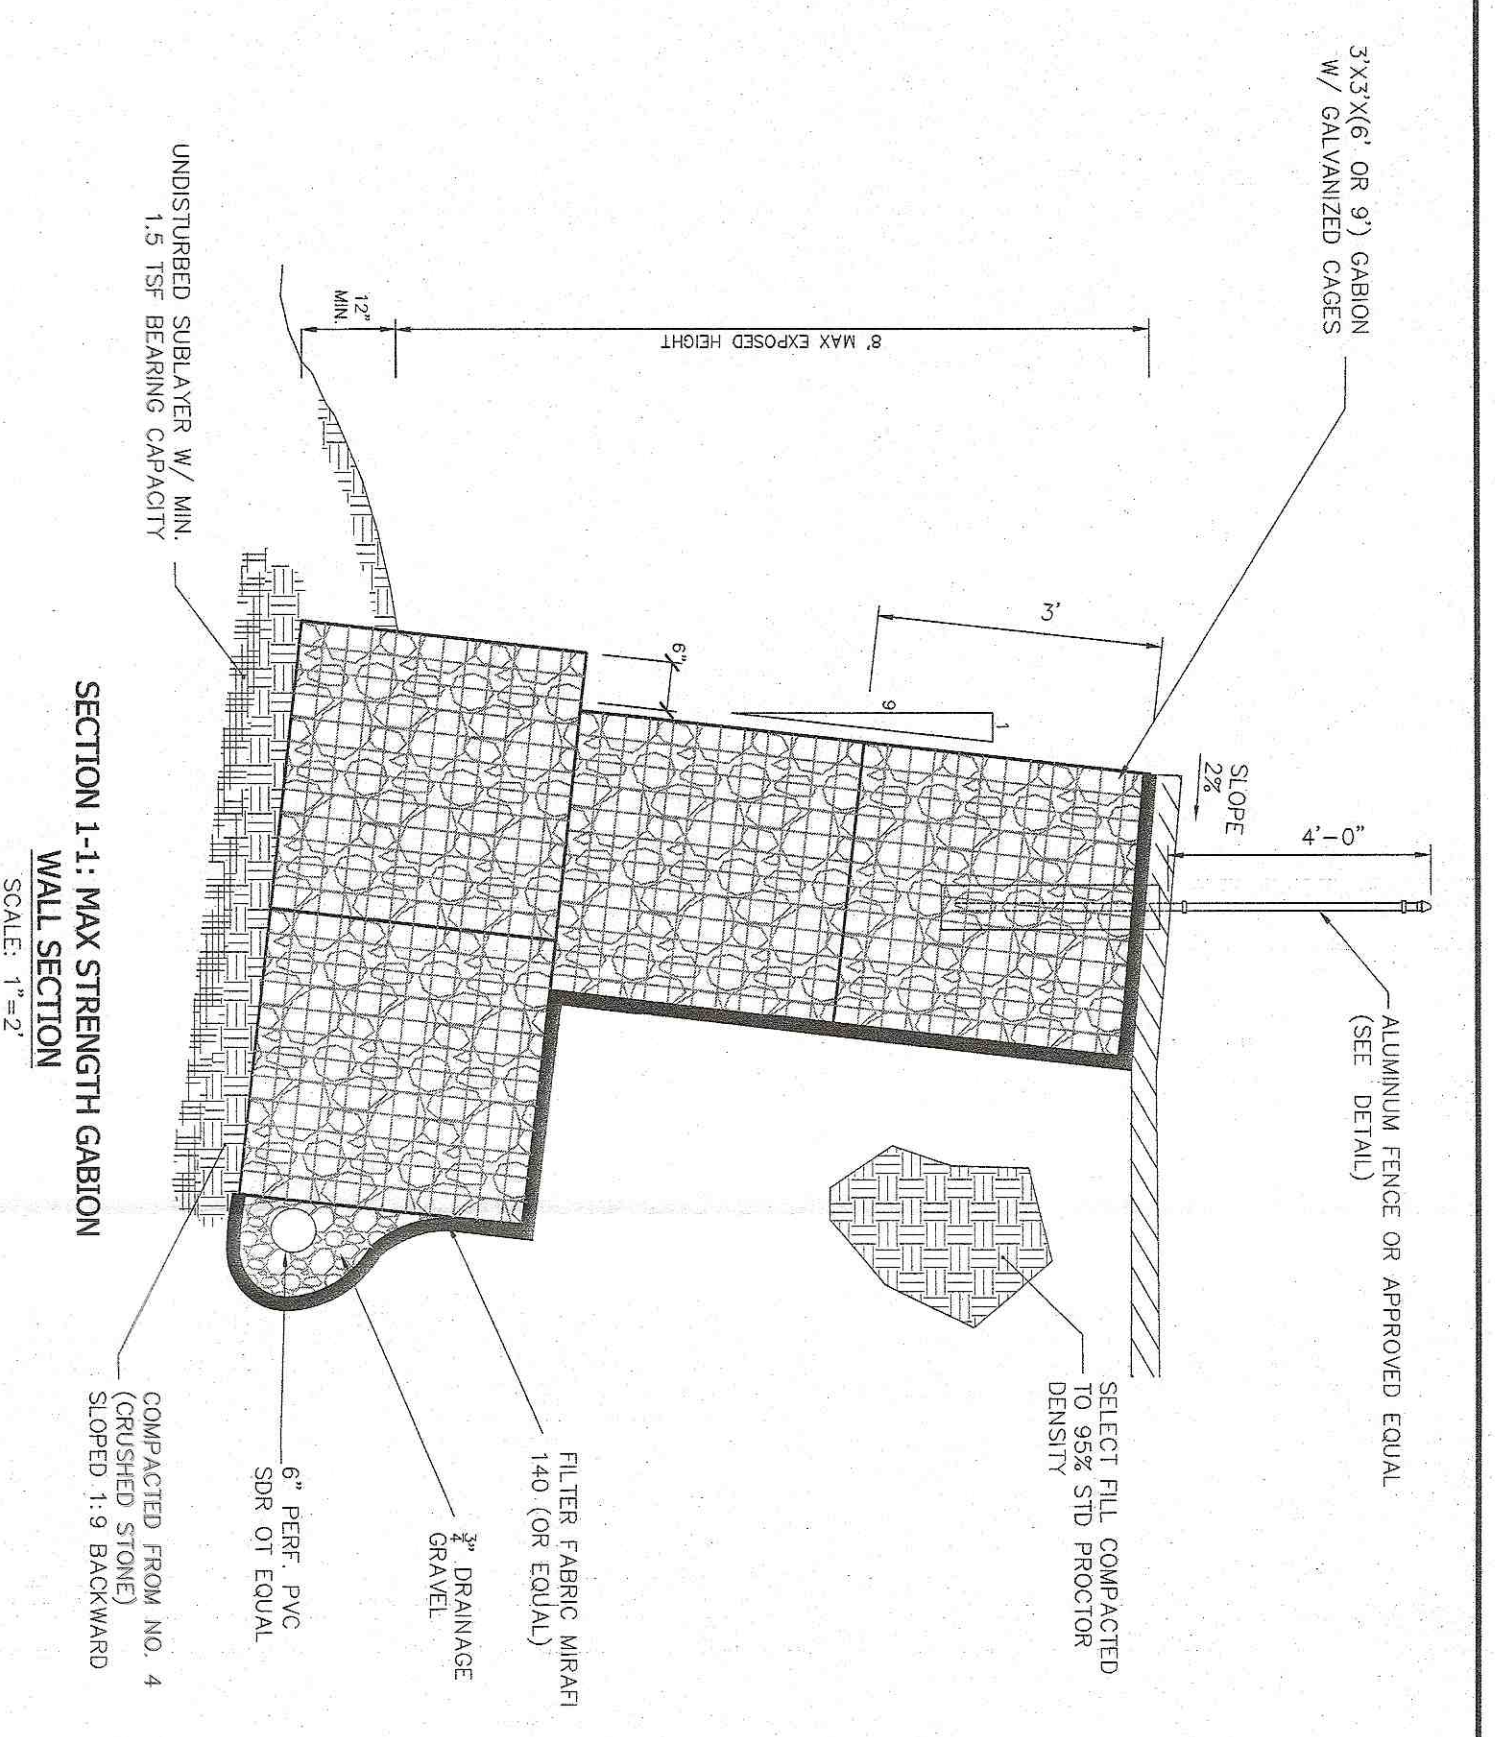 3'X3'X(6' OR 9') GABION
W/ GALVANIZED CAGES
SLOPE
2%
4'-0"
ALUMINUM FENCE OR APPROVED EQUAL
(SEE DETAIL)
3'
1
9
6"
8' MAX EXPOSED HEIGHT
12"
MIN.
SELECT FILL COMPACTED
TO 95% STD PROCTOR
DENSITY
FILTER FABRIC MIRAFI
140 (OR EQUAL)
3/4" DRAINAGE
GRAVEL
6" PERF. PVC
SDR OT EQUAL
COMPACTED FROM NO. 4
(CRUSHED STONE)
SLOPED 1:9 BACKWARD
UNDISTURBED SUBLAYER W/ MIN.
1.5 TSF BEARING CAPACITY
SECTION 1-1: MAX STRENGTH GABION
WALL SECTION
SCALE: 1"=2'